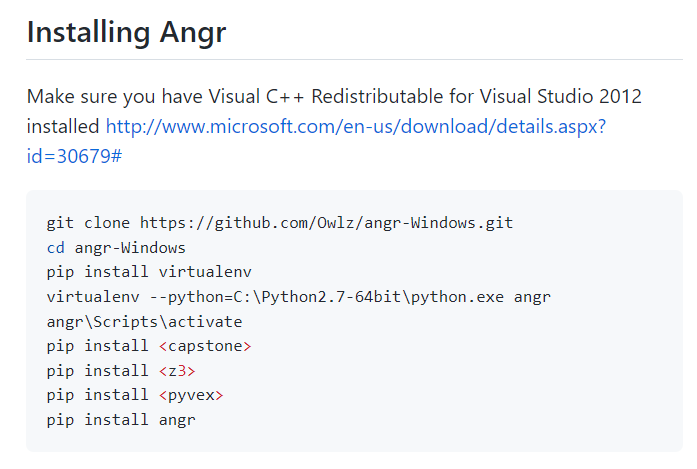 Installing Angr
Make sure you have Visual C++ Redistributable for Visual Studio 2012
installed http://www.microsoft.com/en-us/download/details.aspx?
id=30679#
git clone https://github.com/Owlz/angr-Windows.git
cd angr-Windows
pip install virtualenv
virtualenv --python=C:\Python2.7-64bit\python.exe angr
angr\Scripts\activate
pip install <capstone>
pip install <z3>
pip install <pyvex>
pip install angr